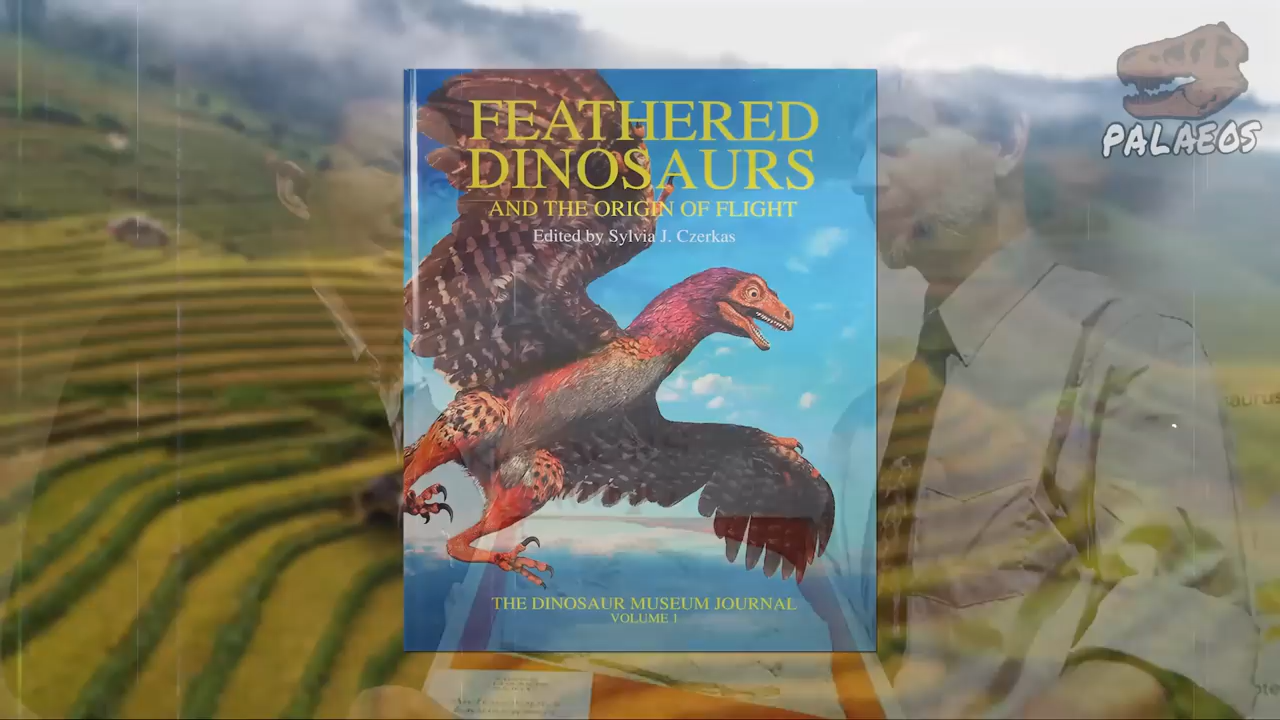 FEATHERED
DINOSAURS
AND THE ORIGIN OF FLIGHT
Edited by Sylvia J. Czerkas
THE DINOSAUR MUSEUM JOURNAL
VOLUME 1
PALAEOS